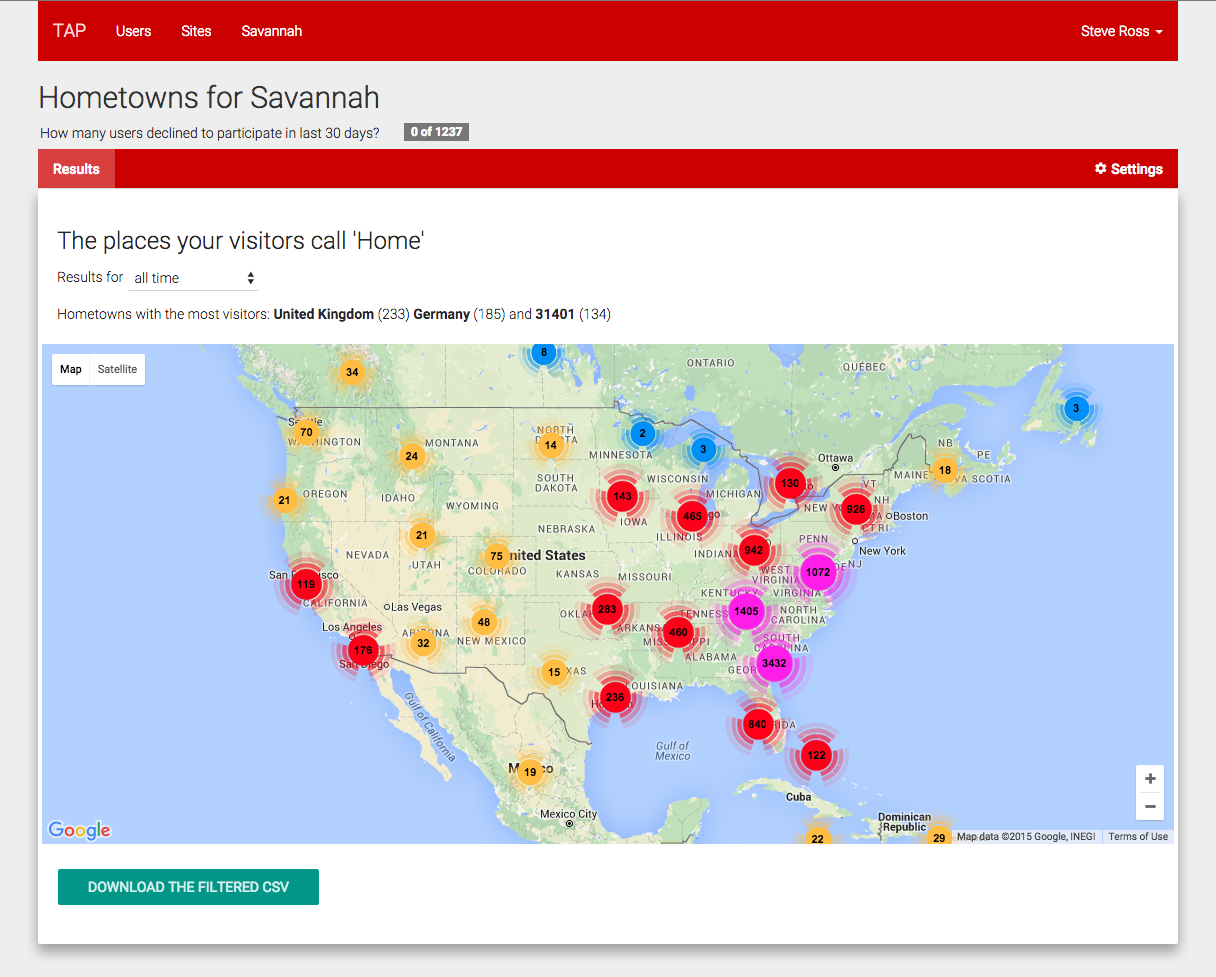 TAP Users Sites Savannah Steve Ross
Hometowns for Savannah
How many users declined to participate in last 30 days? 0 of 1237
Results Settings
The places your visitors call 'Home'
Results for all time
Hometowns with the most visitors: United Kingdom (233) Germany (185) and 31401 (134)
Map Satellite
8
ONTARIO
QUÉBEC
34
3
Seattle
70
WASHINGTON
MONTANA
24
NORTH
DAKOTA
14
2
MINNESOTA
3
Ottawa
NB
PE
18
MAINE
NOVA SCOTIA
OREGON
21
IDAHO
SOUTH
DAKOTA
WISCONSIN
MICHIGAN
130
VT
NH
143
WYOMING
IOWA
465
NEW YORK
926
MA
Boston
CT RI
NEBRASKA
ILLINOIS
21
UTAH
NEVADA
75
COLORADO
United States
INDIANA
942
PENN
New York
NJ
DE
KANSAS
MISSOURI
WEST
VIRGINIA
1072
San Francisco
119
CALIFORNIA
Las Vegas
KENTUCKY
VIRGINIA
283
1405
NORTH
CAROLINA
Los Angeles
ARIZONA
32
48
NEW MEXICO
OKLA
ARKANSAS
460
TENNESSEE
MISSISSIPPI
ALABAMA
SOUTH
CAROLINA
176
San Diego
GEORGIA
3432
15
TEXAS
LOUISIANA
236
Houston
Gulf of California
840
FLORIDA
Gulf of
Mexico
122
Mexico
19
Cuba
Mexico City
Dominican
Republic
22
29
+
−
Google
Map data ©2015 Google, INEGI Terms of Use
DOWNLOAD THE FILTERED CSV